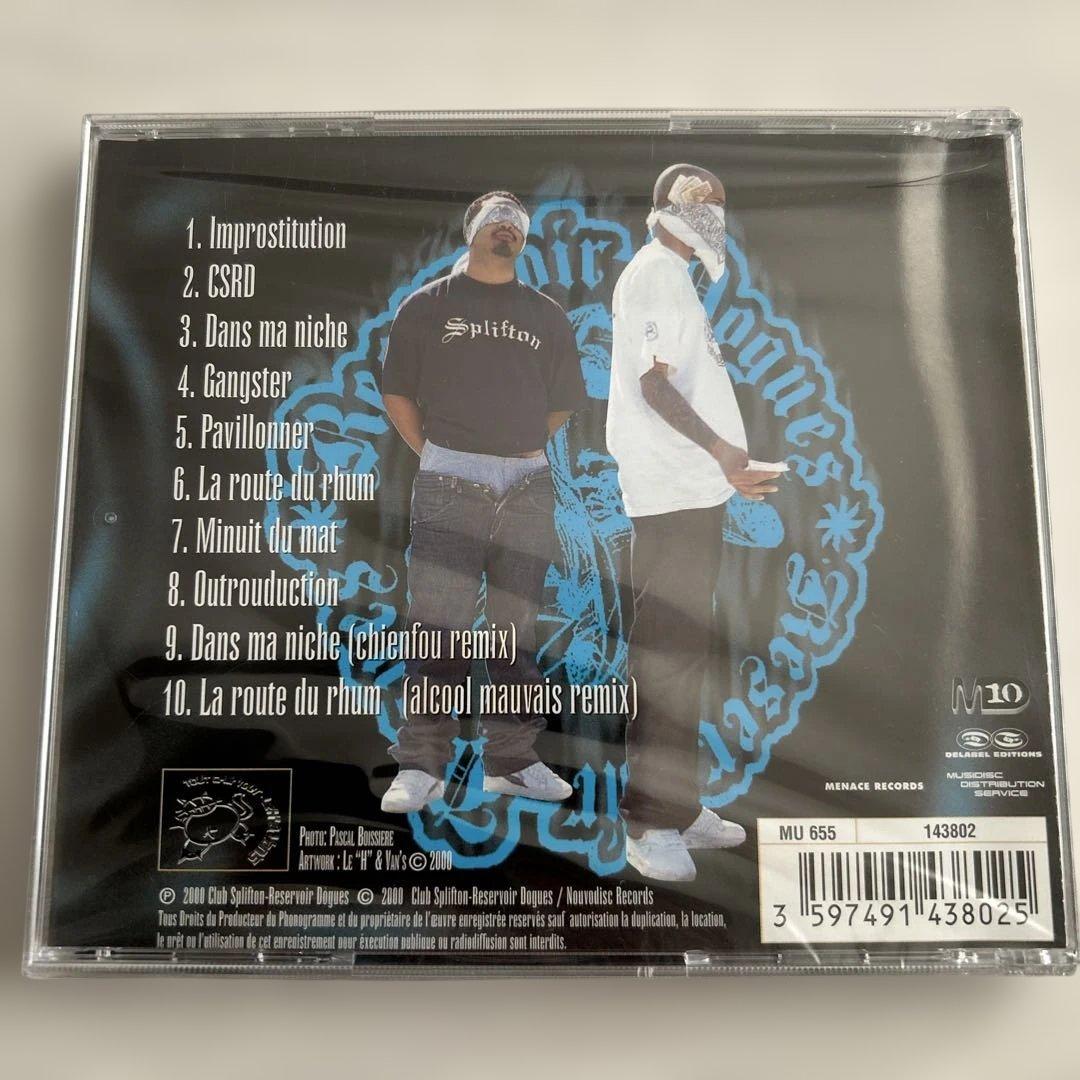 1. Improstitution
2. CSRD
3. Dans ma niche
4. Gangster
5. Pavillonner
6. La route du rhum
7. Minuit du mat
8. Outrouduction
9. Dans ma niche (chienfou remix)
10. La route du rhum (alcool mauvais remix)
Splifton
MD10
DELABEL EDITIONS
MENACE RECORDS
MUSIDISC
DISTRIBUTION
SERVICE
Photo: Pascal Boissiere
Artwork : Le "H" & Van's © 2000
MU 655 143802
3 597491 438025
℗ 2000 Club Splifton-Reservoir Dogues © 2000 Club Splifton-Reservoir Dogues / Nouvodisc Records
Tous Droits du Producteur du Phonogramme et du propriétaire de l'œuvre enregistrée reservés sauf autorisation la duplication, la location,
le prêt ou l'utilisation de cet enregistrement pour éxecution publique ou radiodiffusion sont interdits.